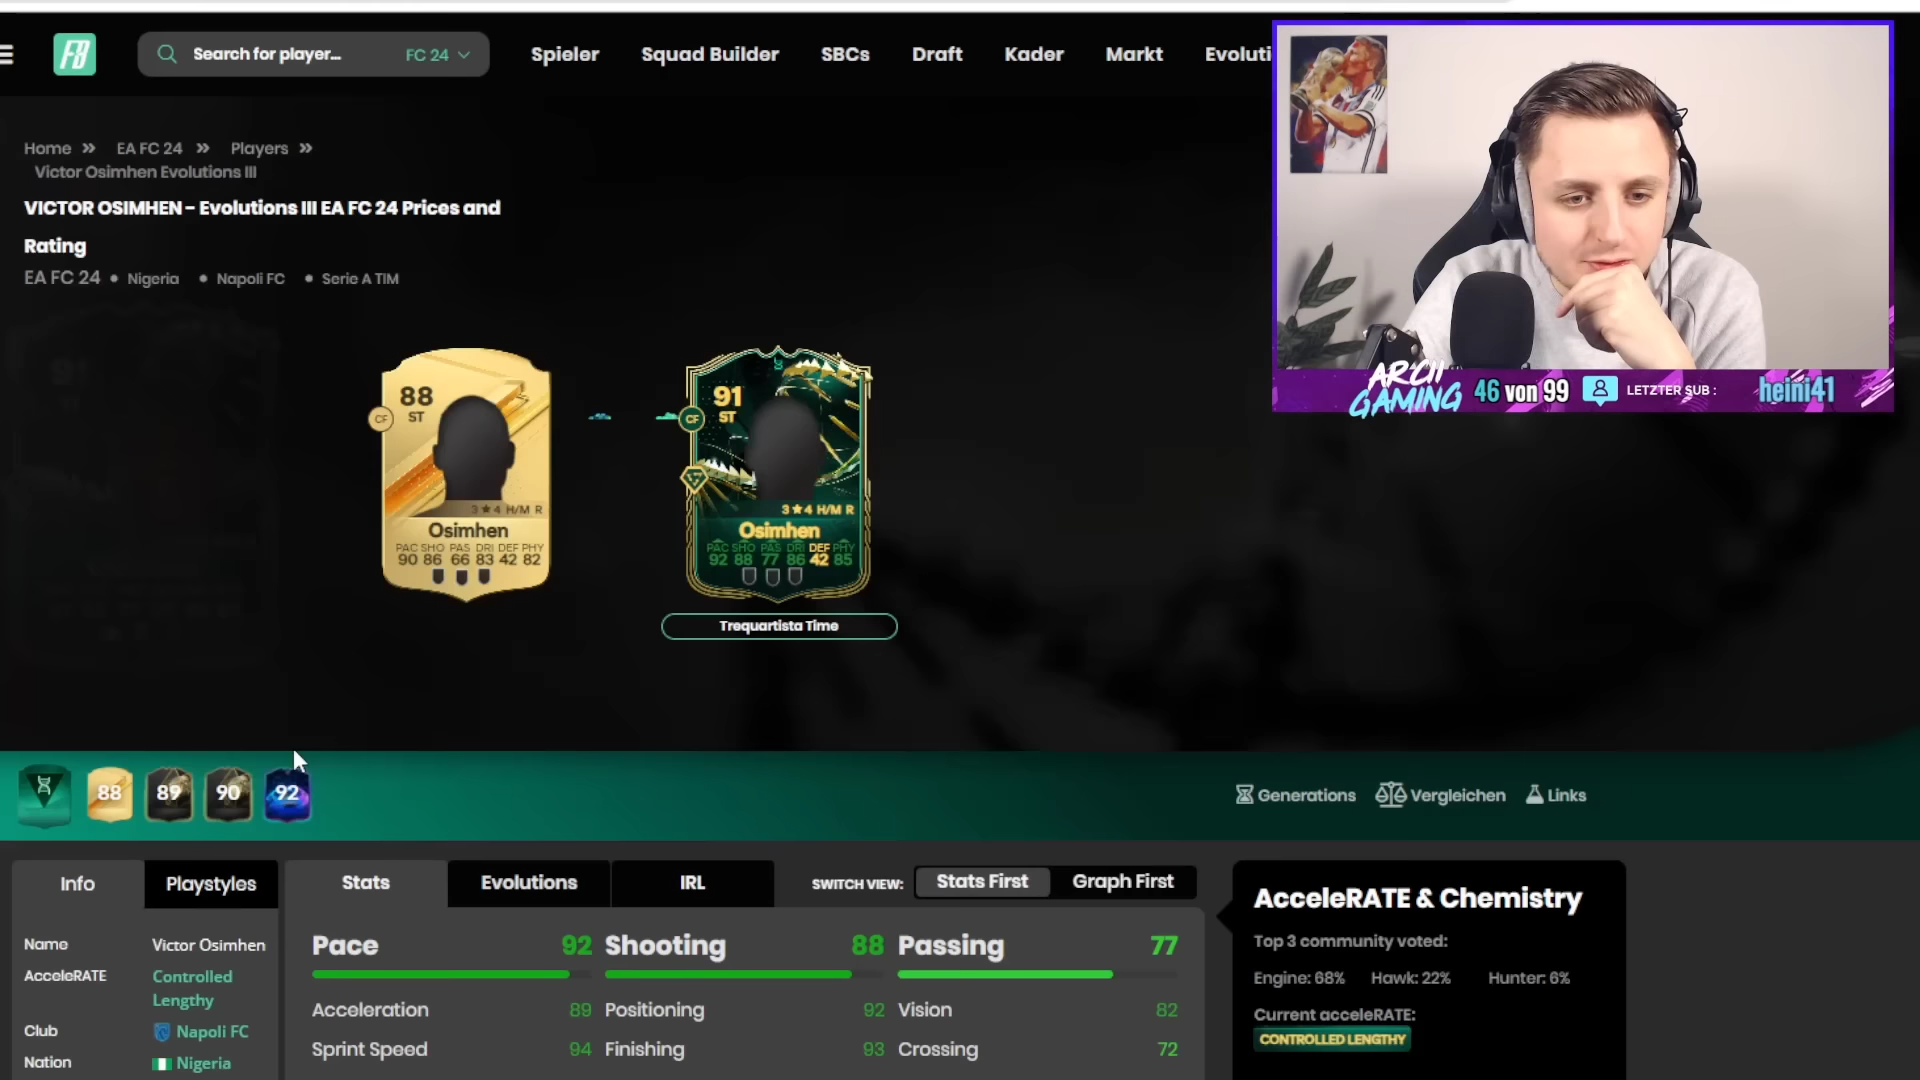 Search for player...
FC 24
Spieler
Squad Builder
SBCs
Draft
Kader
Markt
Evoluti
Home » EA FC 24 » Players »
Victor Osimhen Evolutions III
VICTOR OSIMHEN - Evolutions III EA FC 24 Prices and
Rating
EA FC 24 • Nigeria • Napoli FC • Serie A TIM
88
ST
CF
3★4 H/M R
Osimhen
PAC SHO PAS DRI DEF PHY
90 86 66 83 42 82
91
ST
CF
3★4 H/M R
Osimhen
PAC SHO PAS DRI DEF PHY
92 88 77 86 42 85
Trequartista Time
ARCII
GAMING
46 von 99
LETZTER SUB :
heini41
88
89
90
92
Generations
Vergleichen
Links
Info
Playstyles
Name Victor Osimhen
AcceleRATE Controlled
Lengthy
Club Napoli FC
Nation Nigeria
Stats
Evolutions
IRL
SWITCH VIEW:
Stats First
Graph First
Pace 92
Acceleration 89
Sprint Speed 94
Shooting 88
Positioning 92
Finishing 93
Passing 77
Vision 82
Crossing 72
AcceleRATE & Chemistry
Top 3 community voted:
Engine: 68% Hawk: 22% Hunter: 6%
Current acceleRATE:
CONTROLLED LENGTHY